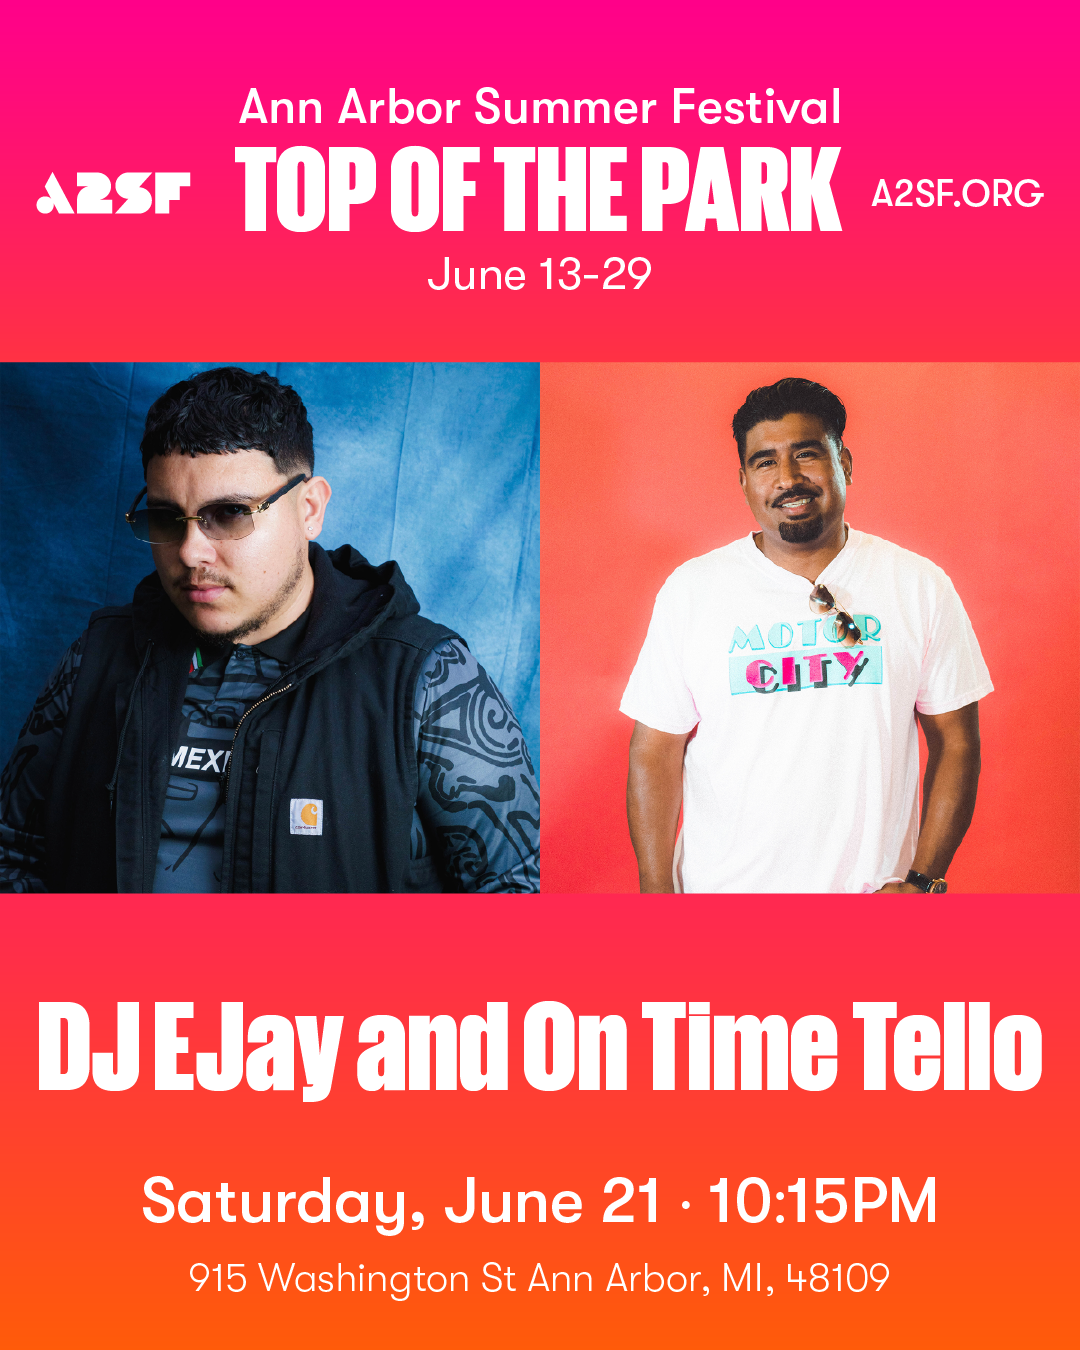 Ann Arbor Summer Festival
A2SF
TOP OF THE PARK
A2SF.ORG
June 13-29
MOTOR
CITY
MEXI
carhartt
DJ EJay and On Time Tello
Saturday, June 21 · 10:15PM
915 Washington St Ann Arbor, MI, 48109